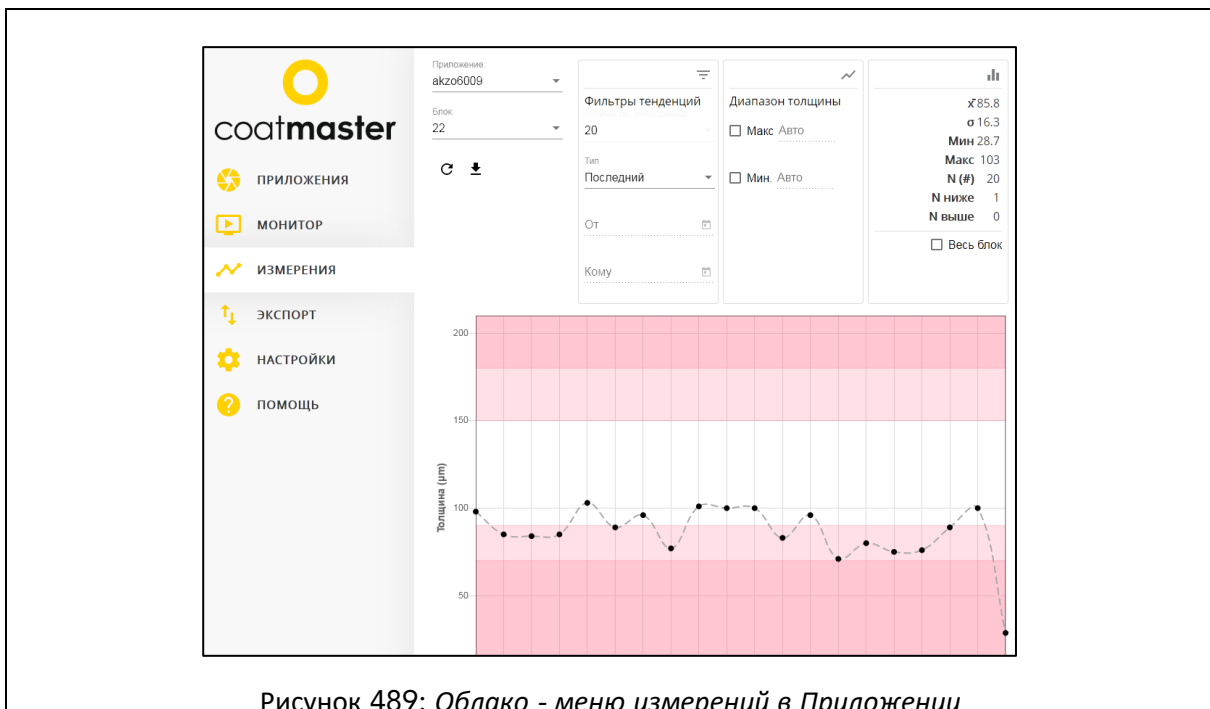 coatmaster
ПРИЛОЖЕНИЯ
МОНИТОР
ИЗМЕРЕНИЯ
ЭКСПОРТ
НАСТРОЙКИ
ПОМОЩЬ
Приложение:
akzo6009
Блок:
22
Фильтры тенденций
20
Тип
Последний
От
Кому
Диапазон толщины
Макс Авто
Мин. Авто
x̄ 85.8
σ 16.3
Мин 28.7
Макс 103
N (#) 20
N ниже 1
N выше 0
Весь блок
Толщина (µm)
200
150
100
50
Рисунок 489: Облако - меню измерений в Приложении